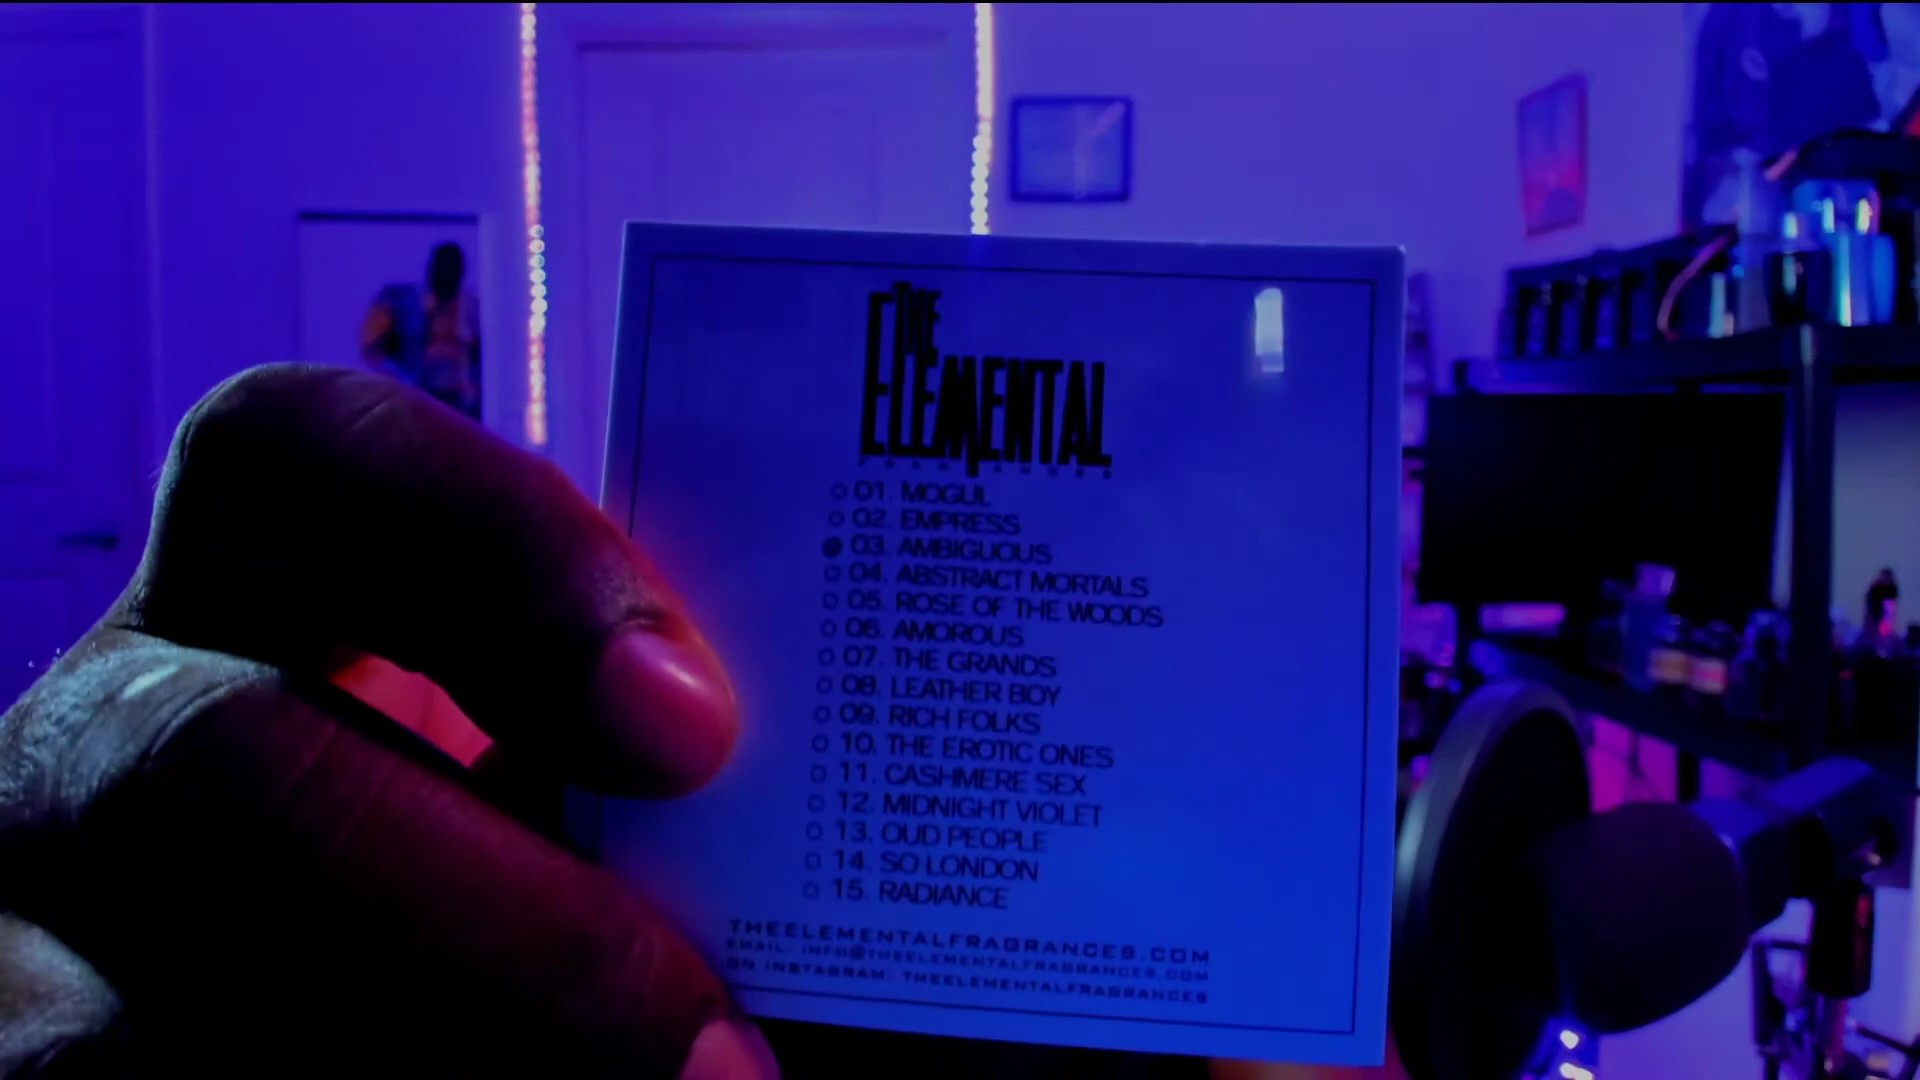 THE
ELEMENTAL
01. MOGUL
02. EMPRESS
03. AMBIGUOUS
04. ABSTRACT MORTALS
05. ROSE OF THE WOODS
06. AMOROUS
07. THE GRANDS
08. LEATHER BOY
09. RICH FOLKS
10. THE EROTIC ONES
11. CASHMERE SEX
12. MIDNIGHT VIOLET
13. OUD PEOPLE
14. SO LONDON
15. RADIANCE
THEELEMENTALFRAGRANCES.COM
EMAIL: INFO@THEELEMENTALFRAGRANCES.COM
ON INSTAGRAM: THEELEMENTALFRAGRANCES